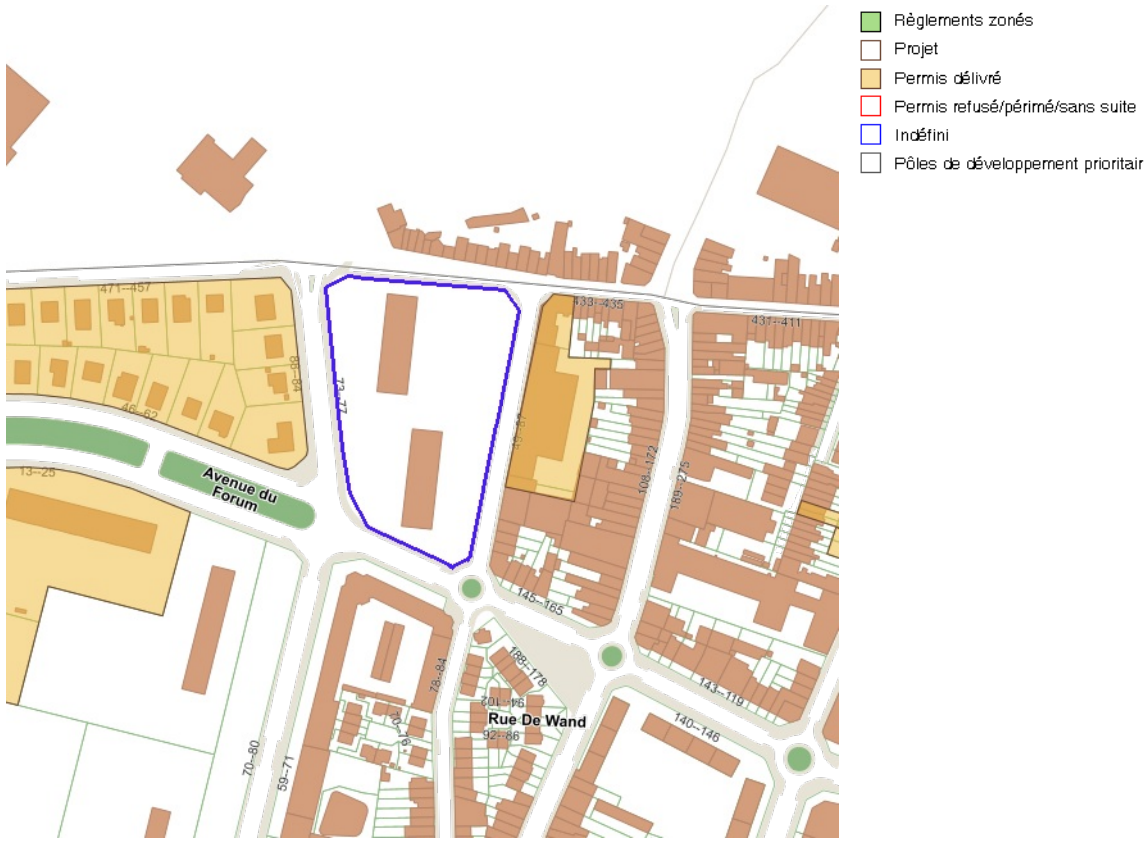 Règlements zonés
Projet
Permis délivré
Permis refusé/périmé/sans suite
Indéfini
Pôles de développement prioritair
471--457
433--435
431--411
88--84
73--77
46--62
49--67
13--25
Avenue du
Forum
108--172
189--275
145--165
188--178
78--84
143--119
94--102
70--76
Rue De Wand
140--146
92--86
70--80
59--71